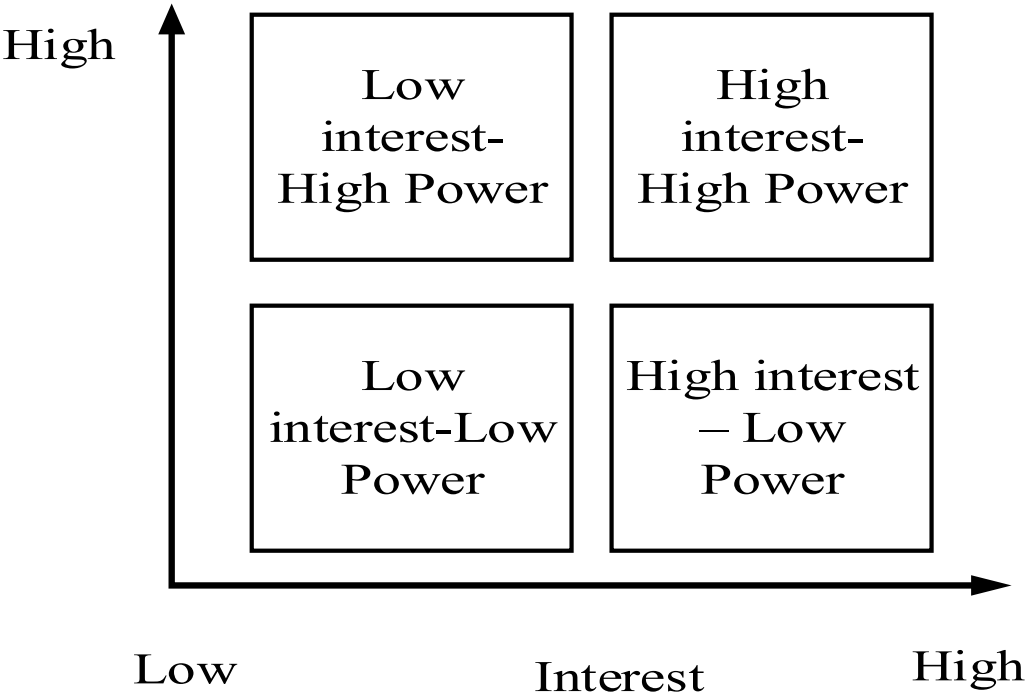 High
Low
interest-
High Power
High
interest-
High Power
Low
interest-Low
Power
High interest
– Low
Power
Low
Interest
High